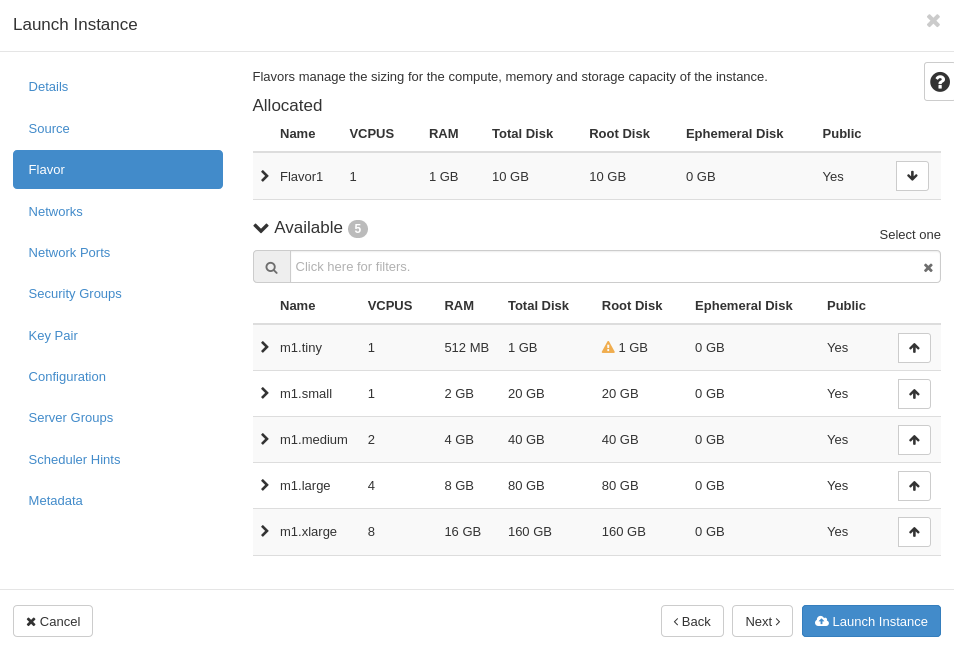 Launch Instance
Details
Source
Flavor
Networks
Network Ports
Security Groups
Key Pair
Configuration
Server Groups
Scheduler Hints
Metadata
Flavors manage the sizing for the compute, memory and storage capacity of the instance.
Allocated
Name VCPUS RAM Total Disk Root Disk Ephemeral Disk Public
Flavor1 1 1 GB 10 GB 10 GB 0 GB Yes
Available 5
Select one
Click here for filters.
Name VCPUS RAM Total Disk Root Disk Ephemeral Disk Public
m1.tiny 1 512 MB 1 GB 1 GB 0 GB Yes
m1.small 1 2 GB 20 GB 20 GB 0 GB Yes
m1.medium 2 4 GB 40 GB 40 GB 0 GB Yes
m1.large 4 8 GB 80 GB 80 GB 0 GB Yes
m1.xlarge 8 16 GB 160 GB 160 GB 0 GB Yes
Cancel
Back
Next
Launch Instance